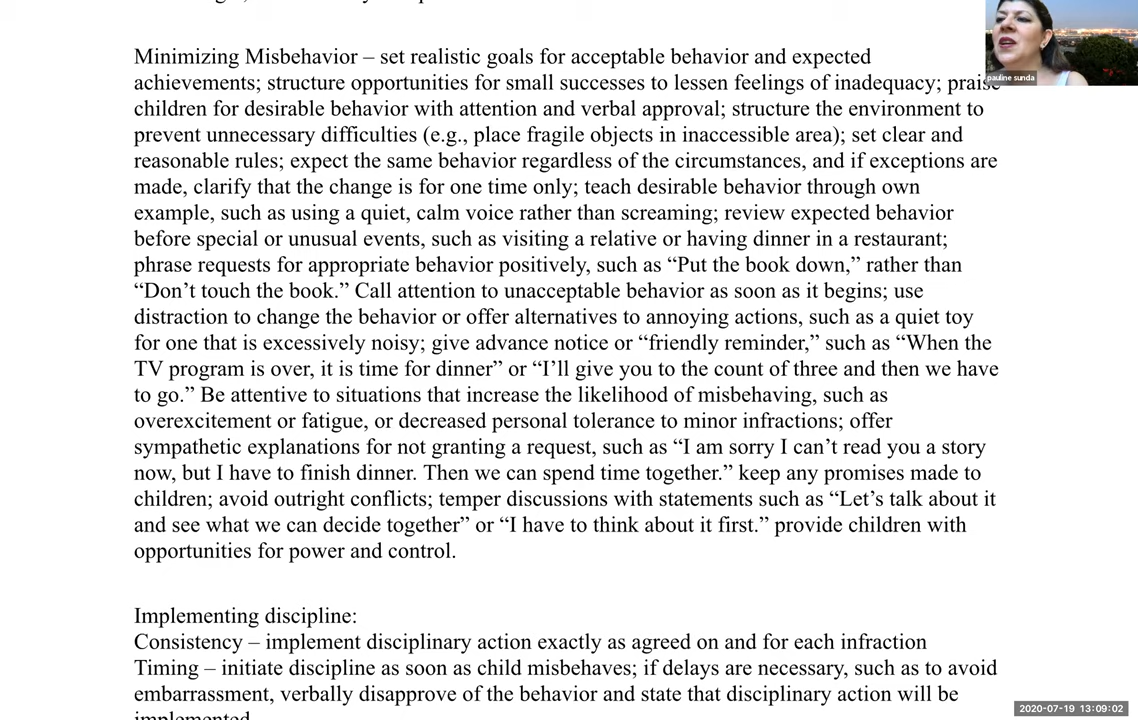 Minimizing Misbehavior – set realistic goals for acceptable behavior and expected
achievements; structure opportunities for small successes to lessen feelings of inadequacy; praise
children for desirable behavior with attention and verbal approval; structure the environment to
prevent unnecessary difficulties (e.g., place fragile objects in inaccessible area); set clear and
reasonable rules; expect the same behavior regardless of the circumstances, and if exceptions are
made, clarify that the change is for one time only; teach desirable behavior through own
example, such as using a quiet, calm voice rather than screaming; review expected behavior
before special or unusual events, such as visiting a relative or having dinner in a restaurant;
phrase requests for appropriate behavior positively, such as “Put the book down,” rather than
“Don’t touch the book.” Call attention to unacceptable behavior as soon as it begins; use
distraction to change the behavior or offer alternatives to annoying actions, such as a quiet toy
for one that is excessively noisy; give advance notice or “friendly reminder,” such as “When the
TV program is over, it is time for dinner” or “I’ll give you to the count of three and then we have
to go.” Be attentive to situations that increase the likelihood of misbehaving, such as
overexcitement or fatigue, or decreased personal tolerance to minor infractions; offer
sympathetic explanations for not granting a request, such as “I am sorry I can’t read you a story
now, but I have to finish dinner. Then we can spend time together.” keep any promises made to
children; avoid outright conflicts; temper discussions with statements such as “Let’s talk about it
and see what we can decide together” or “I have to think about it first.” provide children with
opportunities for power and control.
Implementing discipline:
Consistency – implement disciplinary action exactly as agreed on and for each infraction
Timing – initiate discipline as soon as child misbehaves; if delays are necessary, such as to avoid
embarrassment, verbally disapprove of the behavior and state that disciplinary action will be
implemented
pauline sunda
2020-07-19 13:09:02